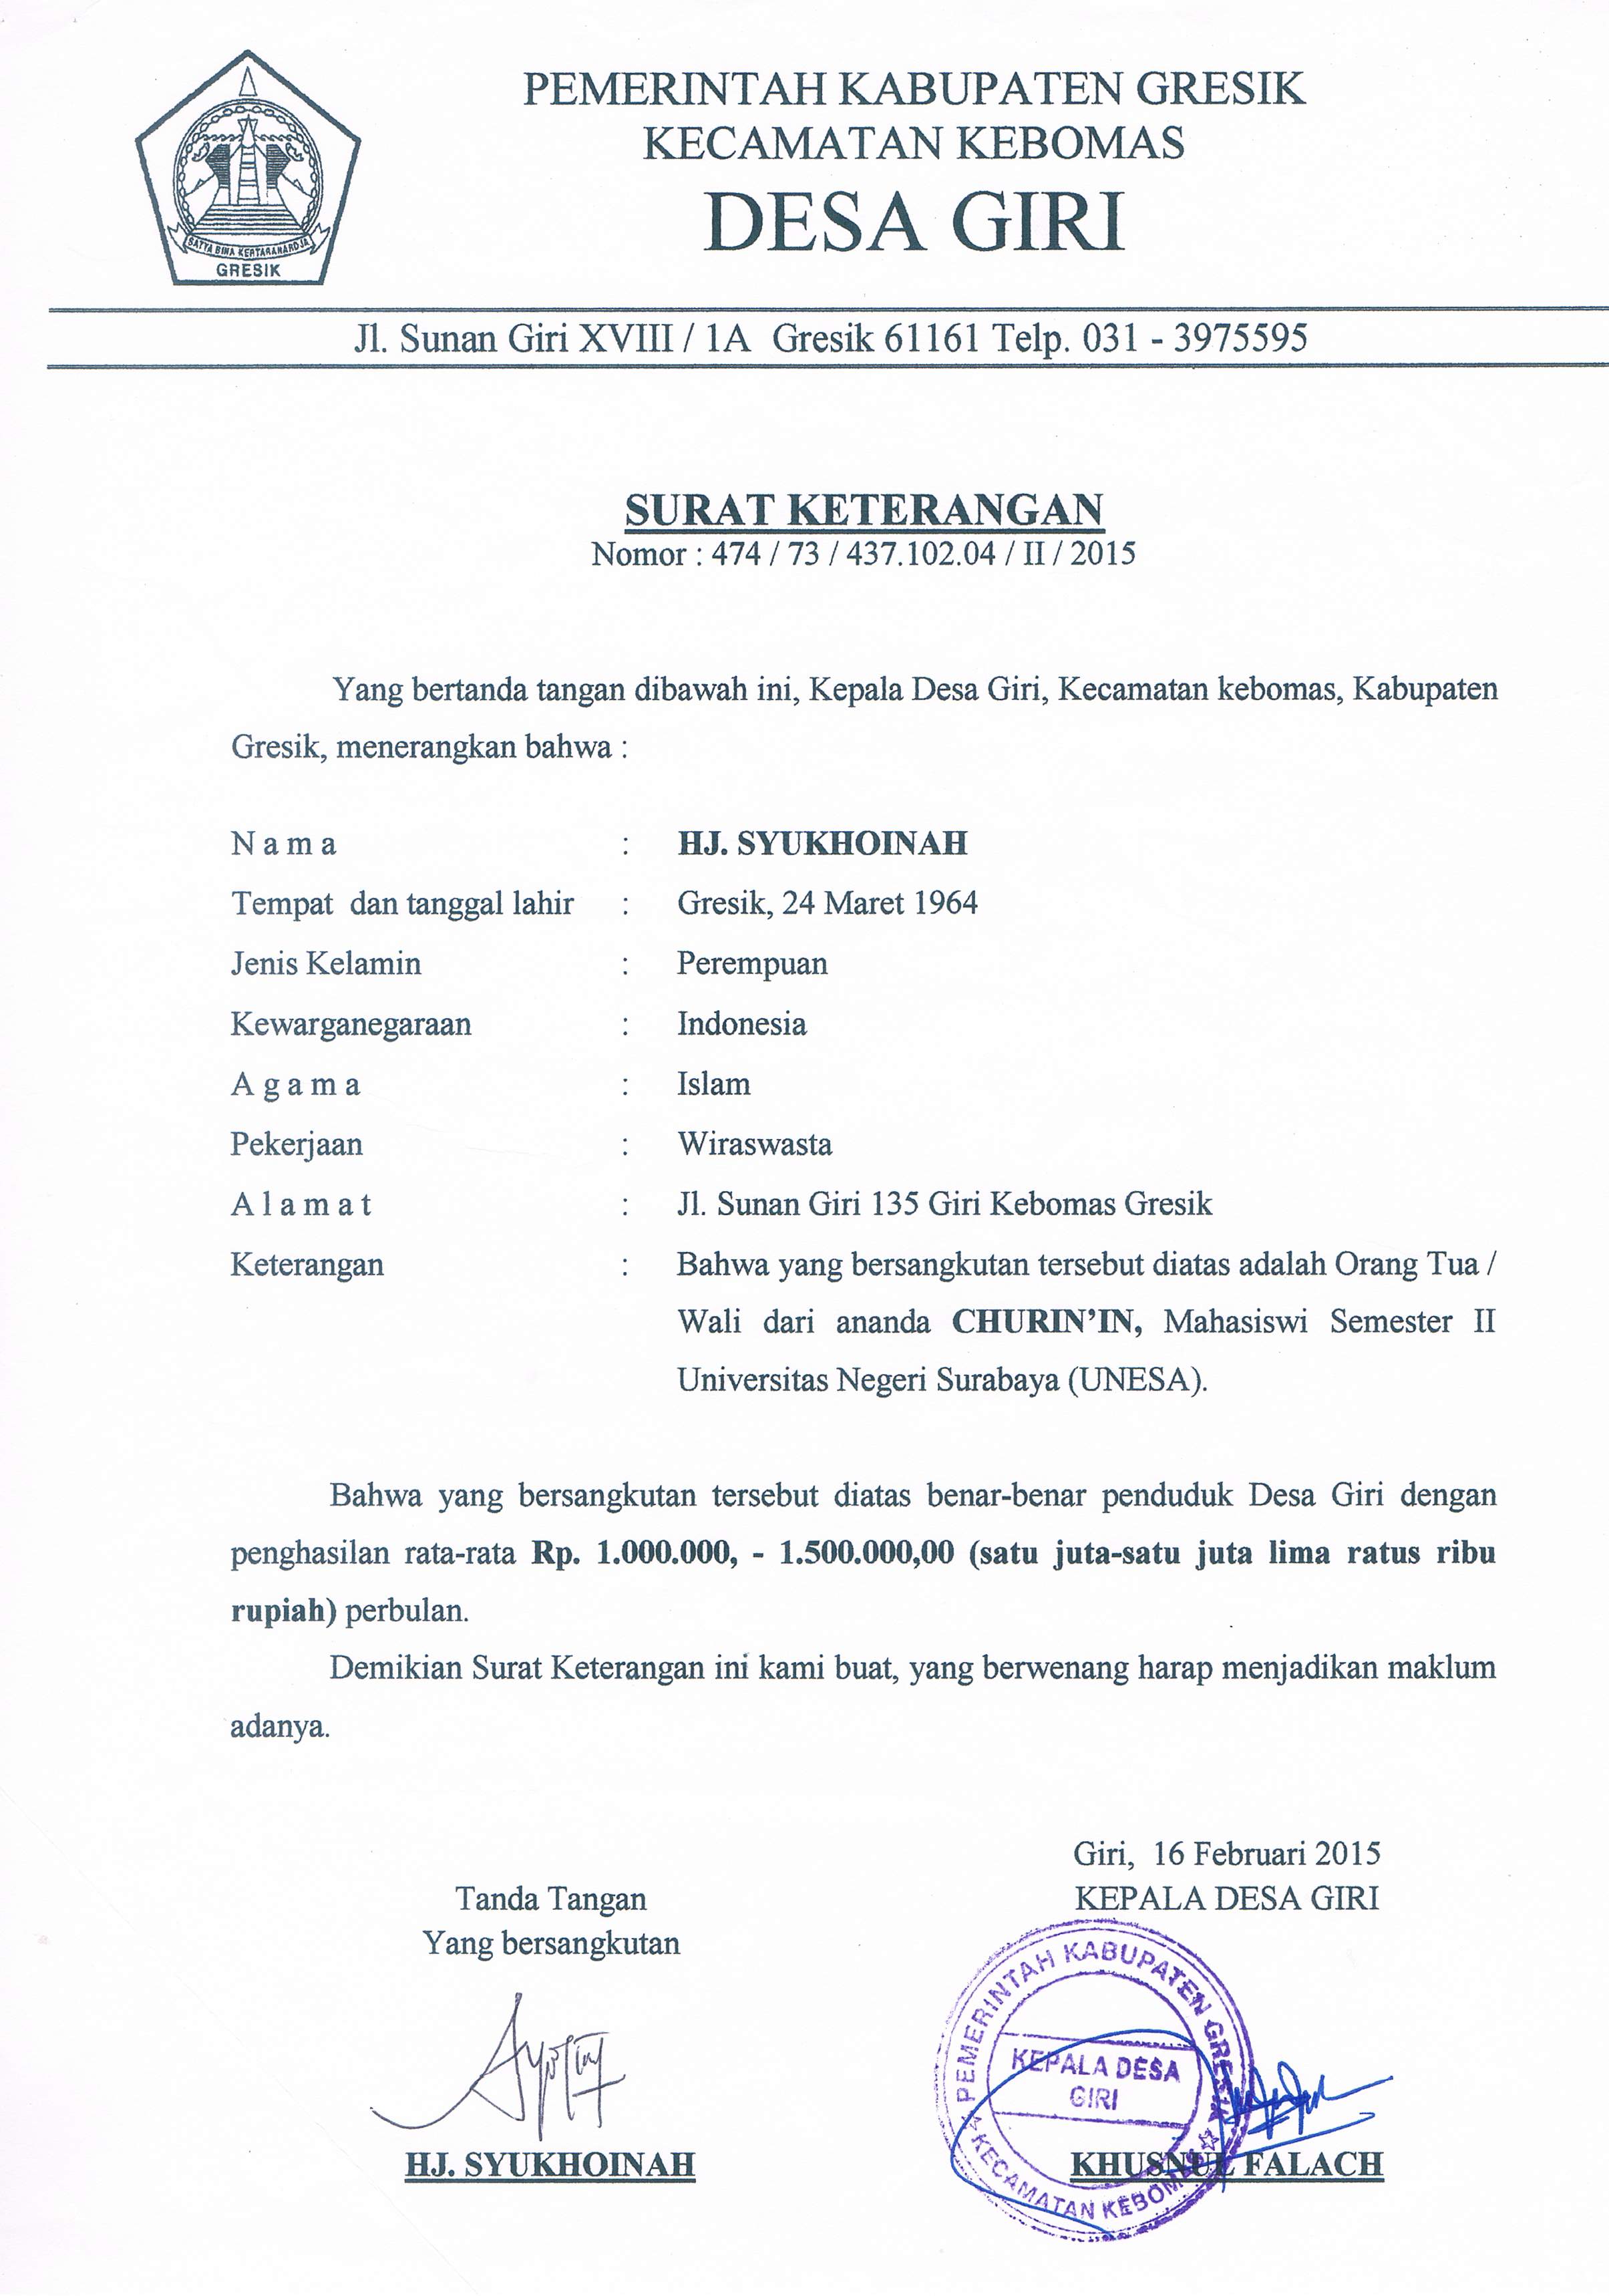 SATYA BINA KERTARAHARDJA
GRESIK
PEMERINTAH KABUPATEN GRESIK
KECAMATAN KEBOMAS
DESA GIRI
Jl. Sunan Giri XVIII / 1A  Gresik 61161 Telp. 031 - 3975595
SURAT KETERANGAN
Nomor : 474 / 73 / 437.102.04 / II / 2015
Yang bertanda tangan dibawah ini, Kepala Desa Giri, Kecamatan kebomas, Kabupaten
Gresik, menerangkan bahwa :
N a m a : HJ. SYUKHOINAH
Tempat  dan tanggal lahir : Gresik, 24 Maret 1964
Jenis Kelamin : Perempuan
Kewarganegaraan : Indonesia
A g a m a : Islam
Pekerjaan : Wiraswasta
A l a m a t : Jl. Sunan Giri 135 Giri Kebomas Gresik
Keterangan : Bahwa yang bersangkutan tersebut diatas adalah Orang Tua /
Wali dari ananda CHURIN’IN, Mahasiswi Semester II
Universitas Negeri Surabaya (UNESA).
Bahwa yang bersangkutan tersebut diatas benar-benar penduduk Desa Giri dengan
penghasilan rata-rata Rp. 1.000.000, - 1.500.000,00 (satu juta-satu juta lima ratus ribu
rupiah) perbulan.
Demikian Surat Keterangan ini kami buat, yang berwenang harap menjadikan maklum
adanya.
Giri,  16 Februari 2015
KEPALA DESA GIRI
Tanda Tangan
Yang bersangkutan
PEMERINTAH KABUPATEN GRESIK
KEPALA DESA
GIRI
KECAMATAN KEBOMAS
HJ. SYUKHOINAH
KHUSNUL FALACH